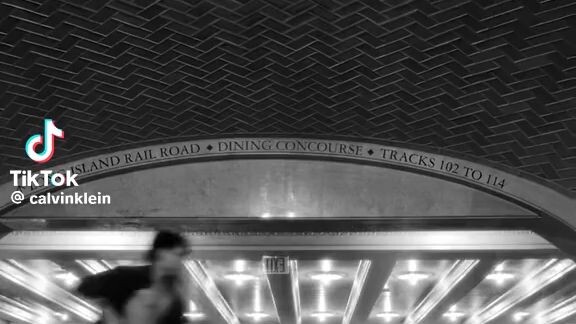 ISLAND RAIL ROAD ◆ DINING CONCOURSE ◆ TRACKS 102 TO 114
TikTok
@ calvinklein